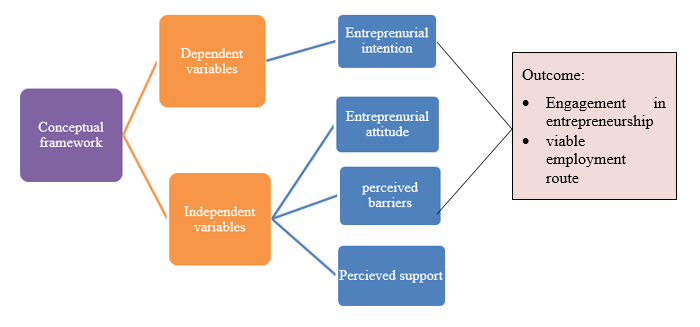 Conceptual
framework
Dependent
variables
Independent
variables
Entreprenurial
intention
Entreprenurial
attitude
perceived
barriers
Percieved support
Outcome:
• Engagement in
entrepreneurship
• viable
employment
route